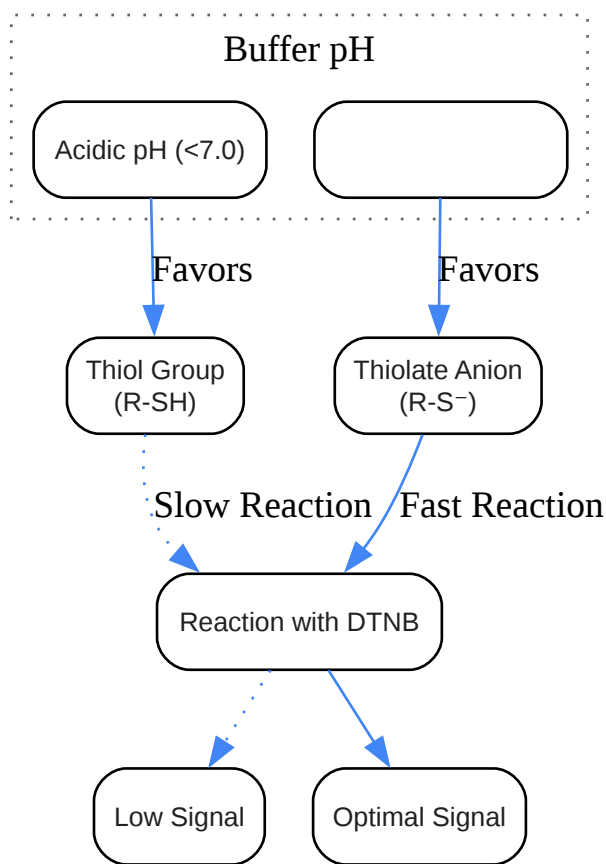 Buffer pH
Acidic pH (<7.0)
Favors
Favors
Thiol Group
(R-SH)
Thiolate Anion
(R-S⁻)
Slow Reaction
Fast Reaction
Reaction with DTNB
Low Signal
Optimal Signal